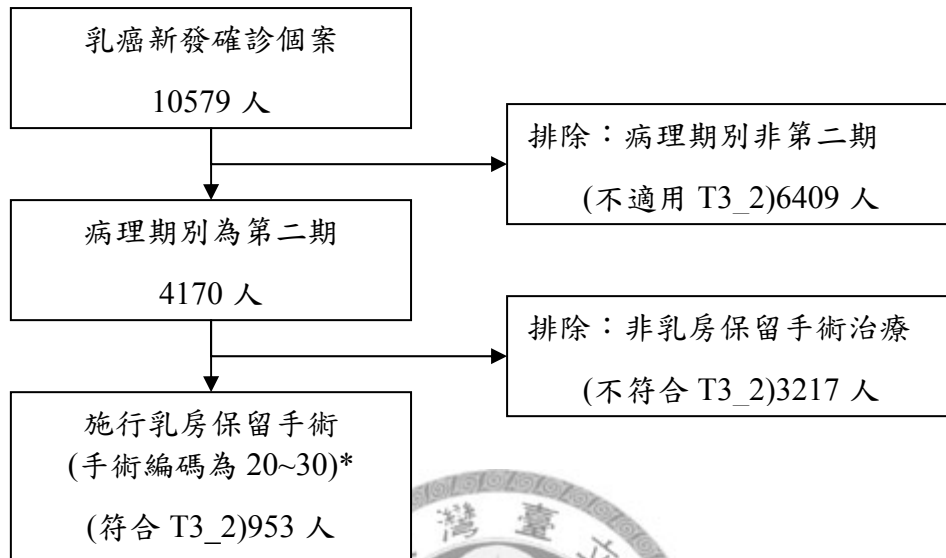 乳癌新發確診個案
10579 人
排除：病理期別非第二期
(不適用 T3_2)6409 人
病理期別為第二期
4170 人
排除：非乳房保留手術治療
(不符合 T3_2)3217 人
施行乳房保留手術
(手術編碼為 20~30)*
(符合 T3_2)953 人
灣臺